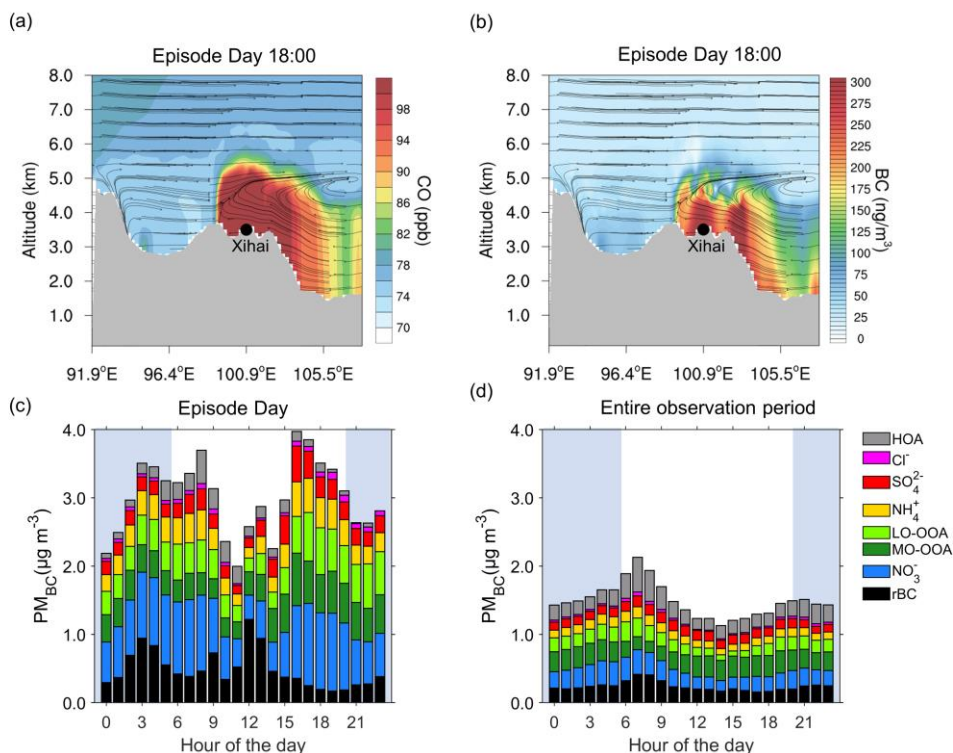 (a)
Episode Day 18:00
8.0
7.0
6.0
5.0
4.0
3.0
2.0
1.0
Altitude (km)
Xihai
91.9°E 96.4°E 100.9°E 105.5°E
98
94
90
86
82
78
74
70
CO (ppb)
(b)
Episode Day 18:00
8.0
7.0
6.0
5.0
4.0
3.0
2.0
1.0
Altitude (km)
Xihai
91.9°E 96.4°E 100.9°E 105.5°E
300
275
250
225
200
175
150
125
100
75
50
25
0
BC (ng/m³)
(c)
Episode Day
4.0
3.0
2.0
1.0
0.0
PM_BC(µg m⁻³)
0 3 6 9 12 15 18 21
Hour of the day
(d)
Entire observation period
4.0
3.0
2.0
1.0
0.0
PM_BC(µg m⁻³)
0 3 6 9 12 15 18 21
Hour of the day
HOA
Cl⁻
SO₄²⁻
NH₄⁺
LO-OOA
MO-OOA
NO₃⁻
rBC